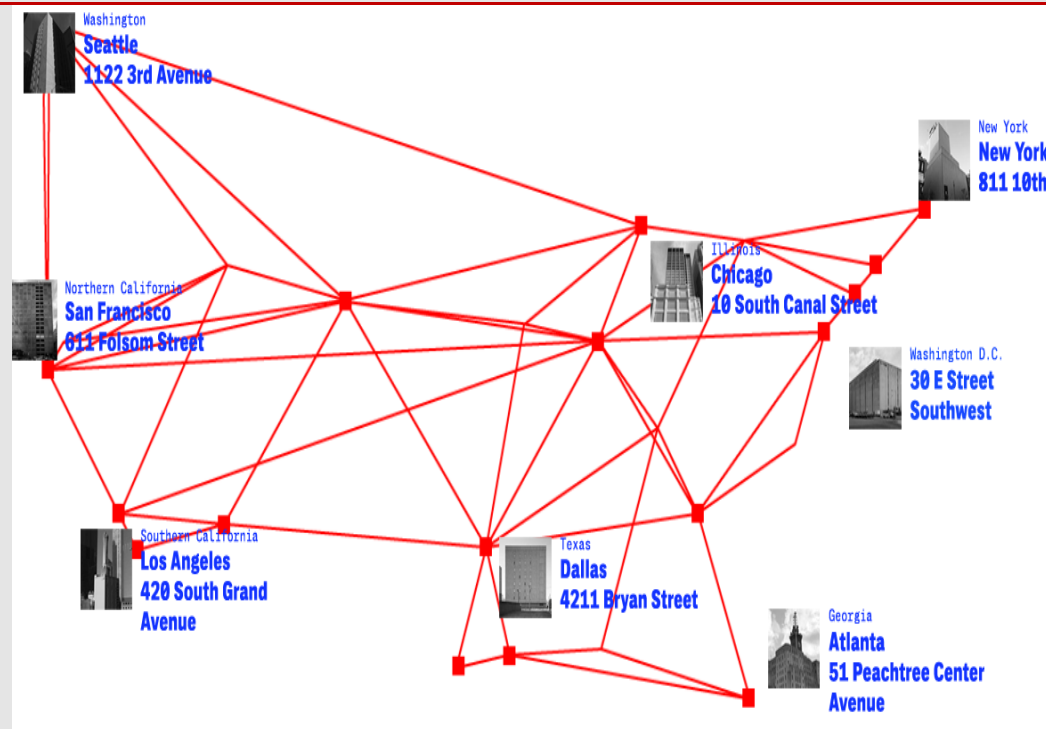 Washington
Seattle
1122 3rd Avenue
New York
New York
811 10th
Illinois
Chicago
10 South Canal Street
Northern California
San Francisco
611 Folsom Street
Washington D.C.
30 E Street
Southwest
Southern California
Los Angeles
420 South Grand
Avenue
Texas
Dallas
4211 Bryan Street
Georgia
Atlanta
51 Peachtree Center
Avenue